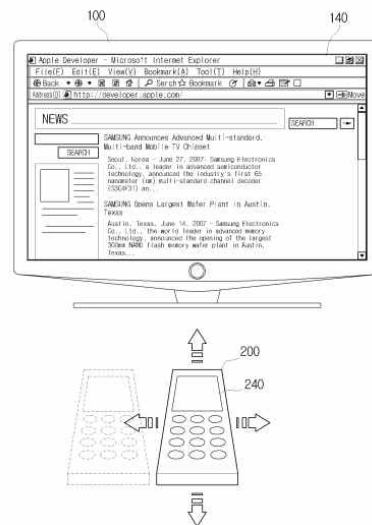 100
140
Apple Developer - Microsoft Internet Explorer
File(F) Edit(E) View(V) Bookmark(A) Tool(T) Help(H)
Back Serch Bookmark
Address(D) http://developer.apple.com/ Move
NEWS
SEARCH
SEARCH
SAMSUNG Announces Advanced Multi-standard,
Multi-band Mobile TV Chipset
Seoul, Korea - June 27, 2007- Samsung Electronics
Co., Ltd., a leader in advanced semiconductor
technology, announced the industry's first 65
nanometer (nm) multi-standard channel decoder
an..
SAMSUNG Opens Largest Wafer Plant in Austin,
Texas
Austin, Texas, June 14, 2007 - Samsung Electronics
Co., Ltd., the world leader in advanced memory
technology, announced the opening of the largest
300mm NAND flash memory wafer plant in Austin,
Texas...
200
240